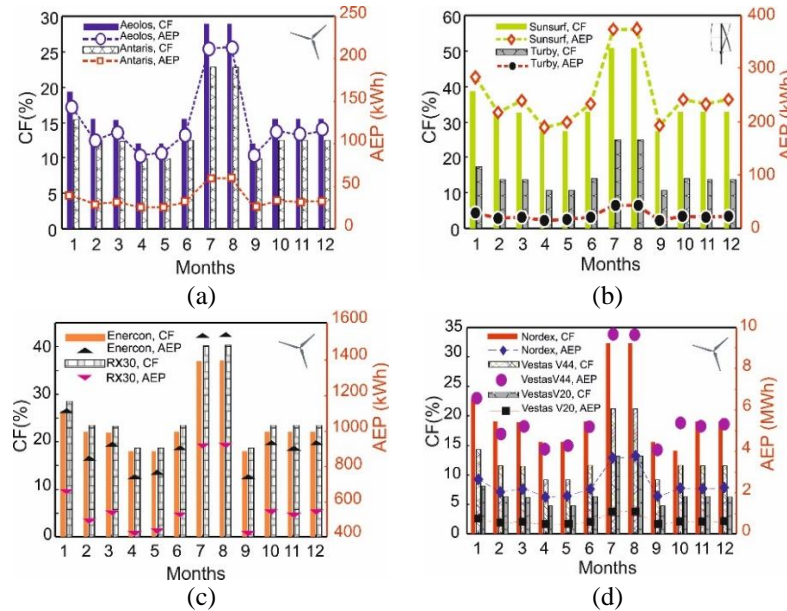 35
30
25
20
15
10
5
0
CF(%)
Aeolos, CF
Aeolos, AEP
Antaris, CF
Antaris, AEP
250
200
150
100
50
0
AEP (kWh)
1 2 3 4 5 6 7 8 9 10 11 12
Months
(a)
60
50
40
30
20
10
0
CF(%)
Sunsurf, CF
Sunsurf, AEP
Turby, CF
Turby, AEP
400
300
200
100
0
AEP (kWh)
1 2 3 4 5 6 7 8 9 10 11 12
Months
(b)
40
30
20
10
0
CF(%)
Enercon, CF
Enercon, AEP
RX30, CF
RX30, AEP
1600
1400
1200
1000
800
600
400
AEP (kWh)
1 2 3 4 5 6 7 8 9 10 11 12
Months
(c)
35
30
25
20
15
10
5
0
CF(%)
Nordex, CF
Nordex, AEP
Vestas V44, CF
VestasV44, AEP
VestasV20, CF
Vestas V20, AEP
10
8
6
4
2
0
AEP (MWh)
1 2 3 4 5 6 7 8 9 10 11 12
Months
(d)